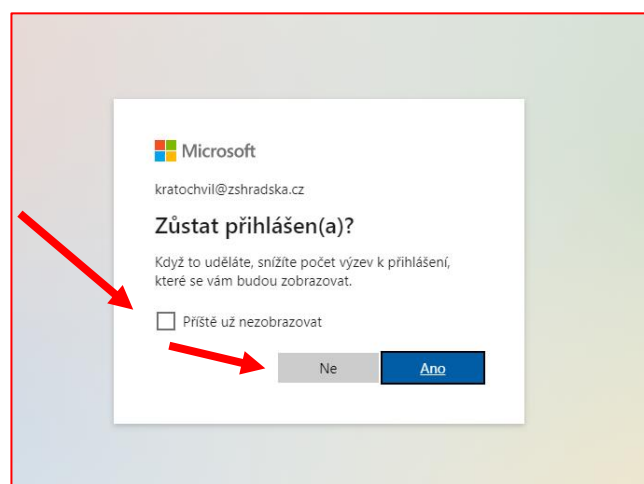 Microsoft
kratochvil@zshradska.cz
Zůstat přihlášen(a)?
Když to uděláte, snížíte počet výzev k přihlášení,
které se vám budou zobrazovat.
Příště už nezobrazovat
Ne
Ano